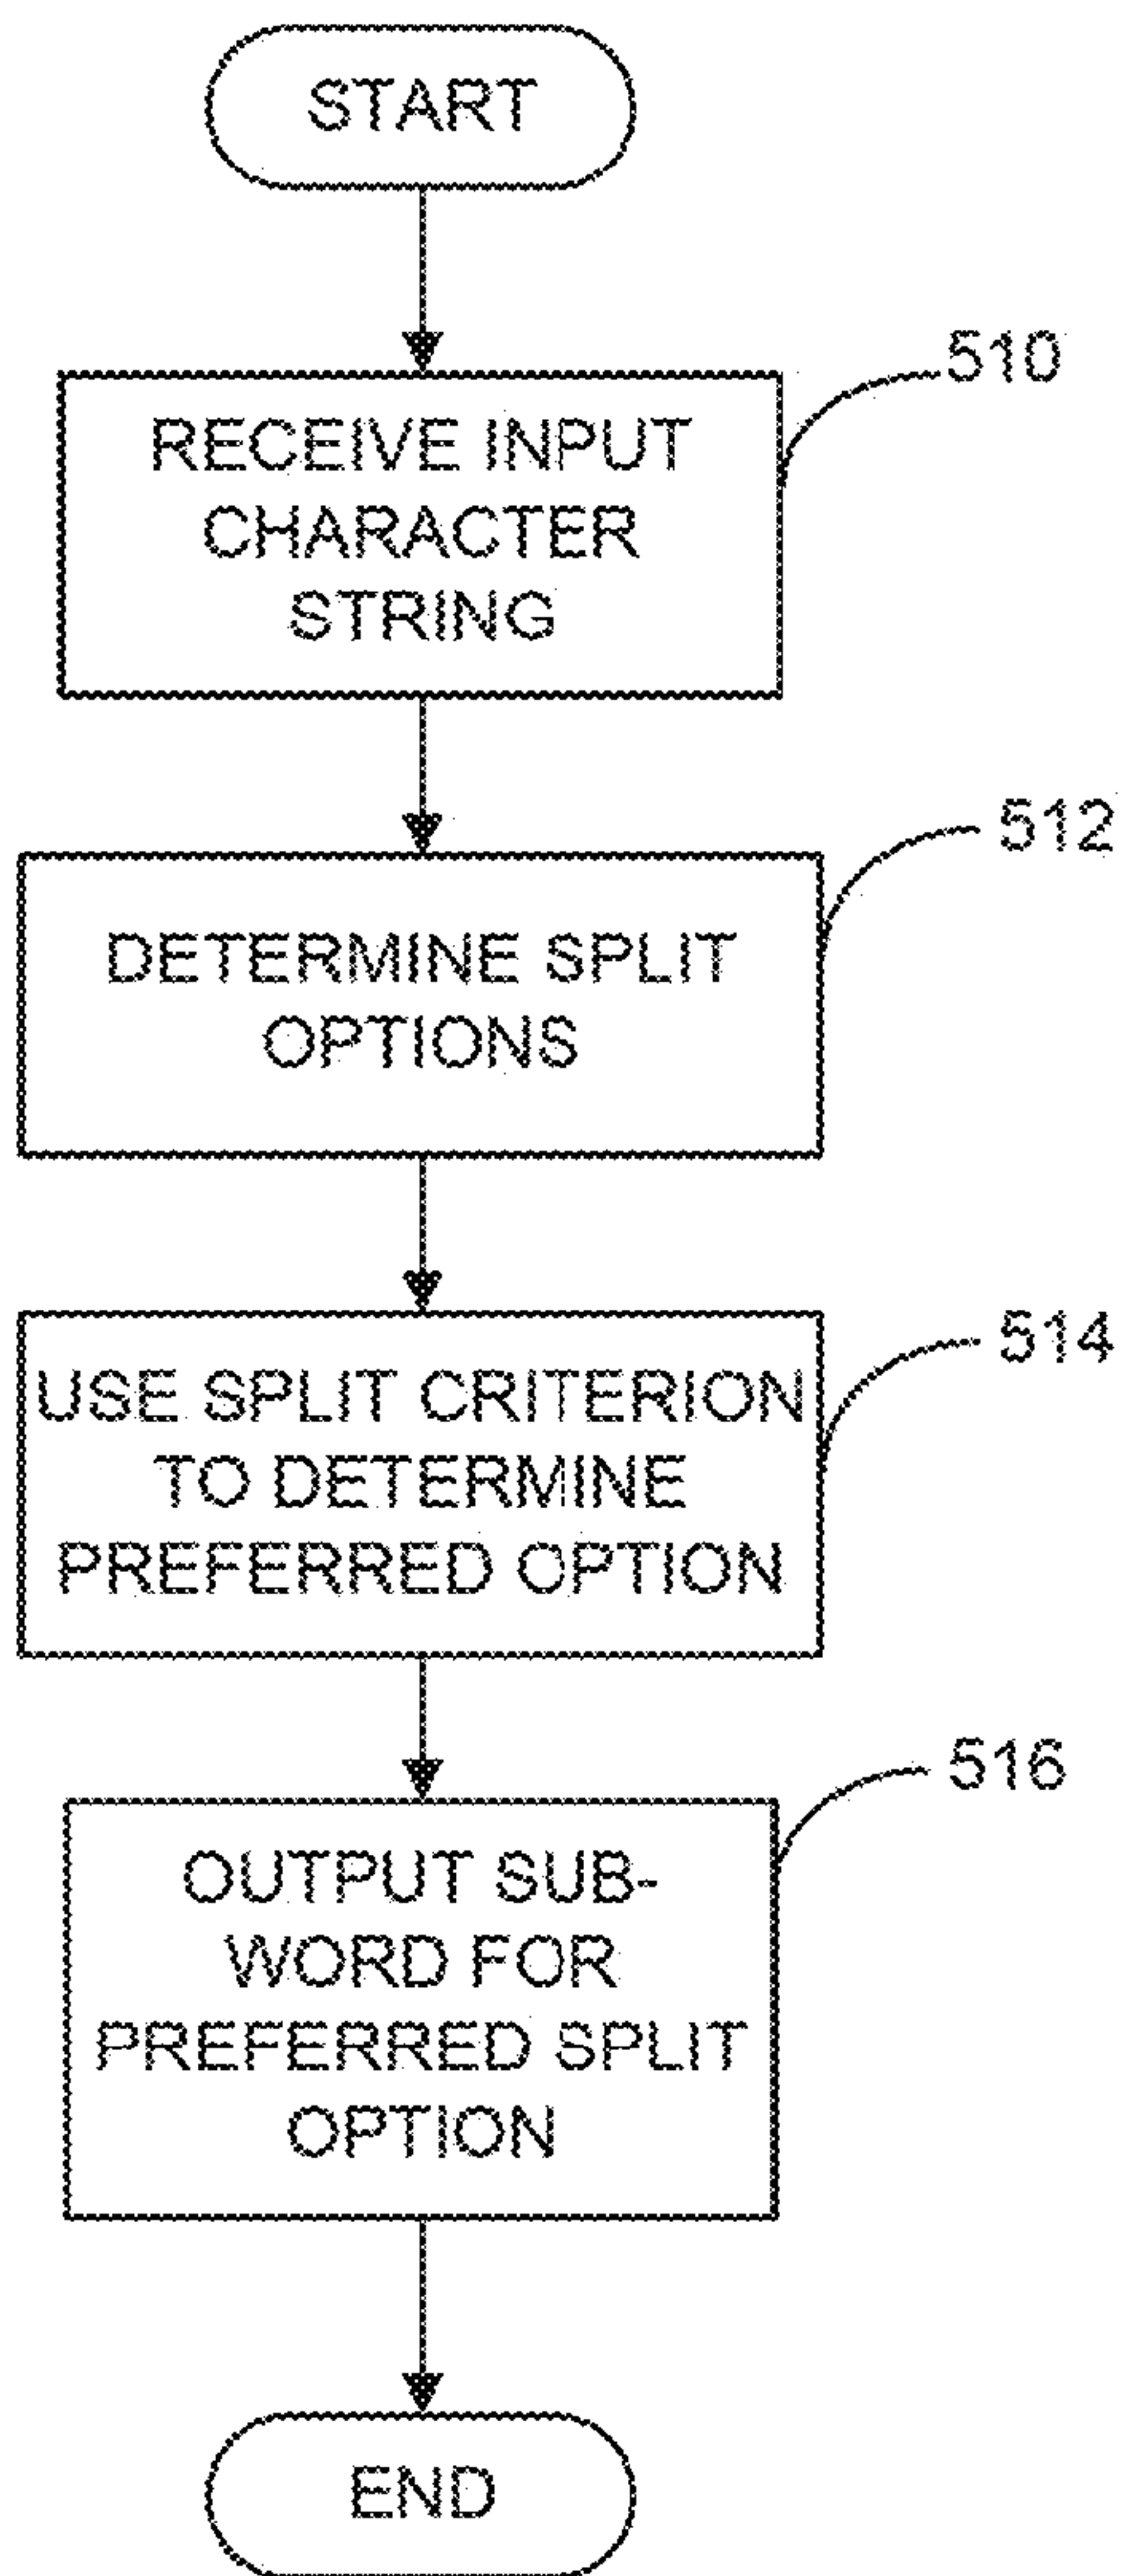 START
510
RECEIVE INPUT
CHARACTER
STRING
512
DETERMINE SPLIT
OPTIONS
514
USE SPLIT CRITERION
TO DETERMINE
PREFERRED OPTION
516
OUTPUT SUB-
WORD FOR
PREFERRED SPLIT
OPTION
END